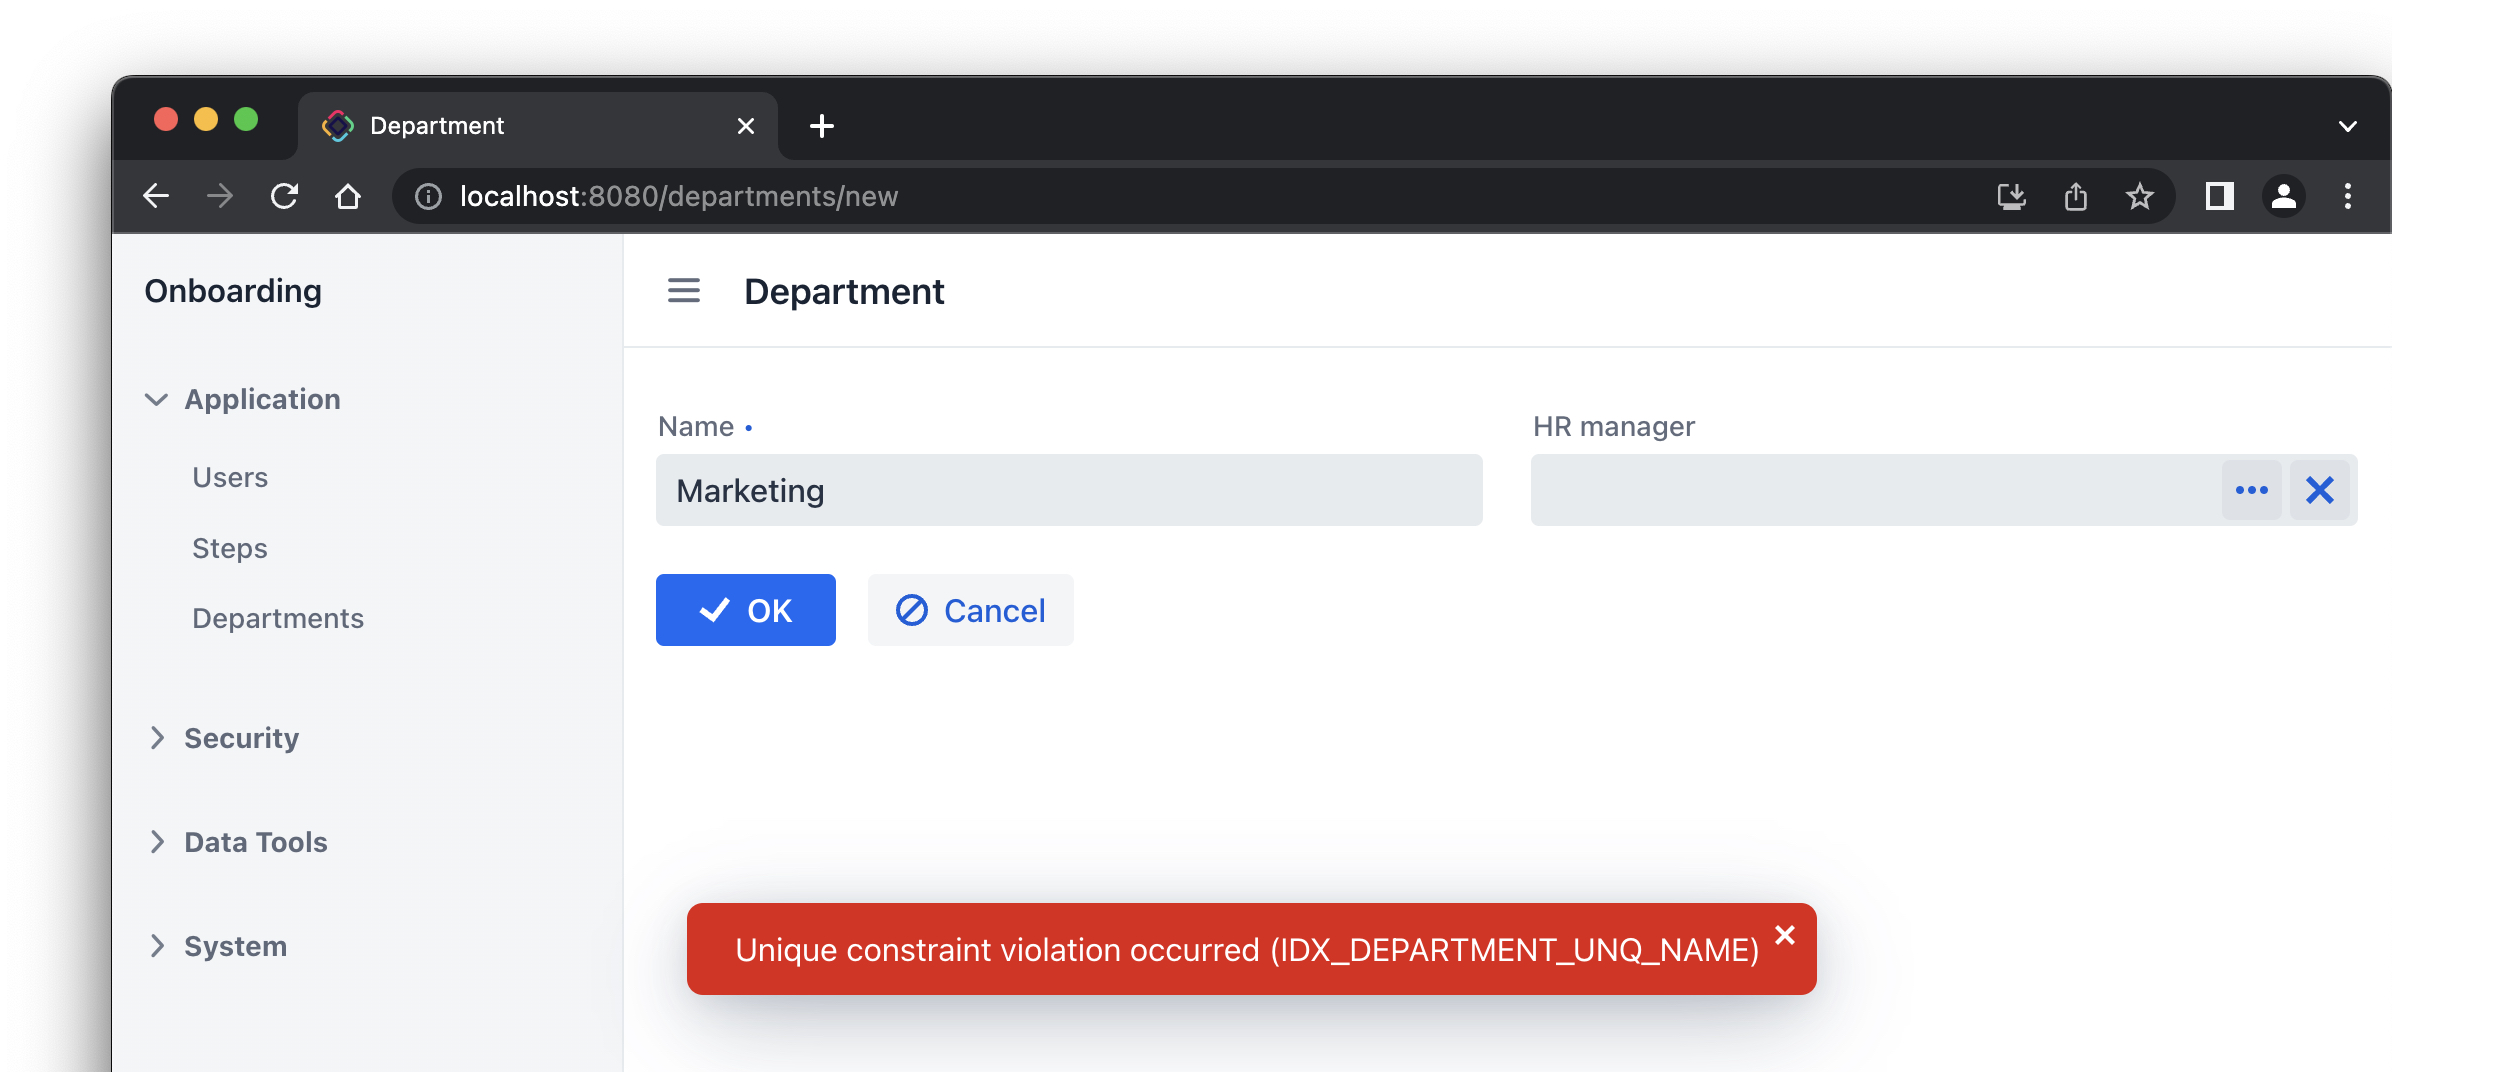 Department
localhost:8080/departments/new
Onboarding
Department
Application
Users
Steps
Departments
Security
Data Tools
System
Name •
Marketing
HR manager
OK
Cancel
Unique constraint violation occurred (IDX_DEPARTMENT_UNQ_NAME)